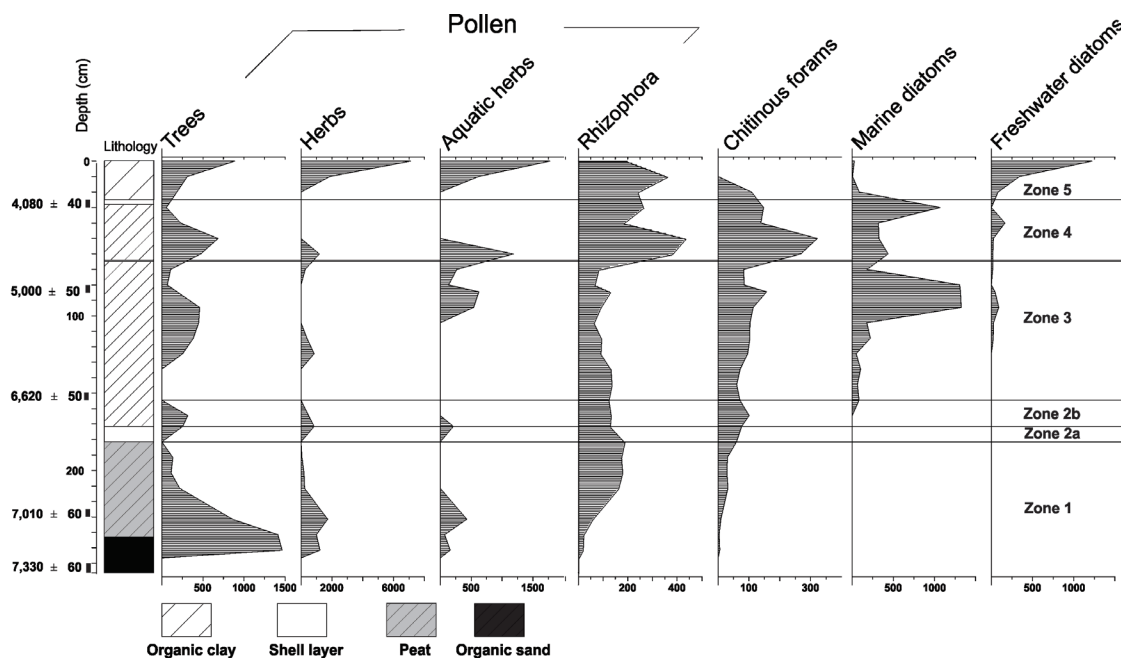 Pollen
Depth (cm)
Lithology
Trees
Herbs
Aquatic herbs
Rhizophora
Chitinous forams
Marine diatoms
Freshwater diatoms
0
Zone 5
4,080 ± 40
Zone 4
5,000 ± 50
100
Zone 3
6,620 ± 50
Zone 2b
Zone 2a
200
Zone 1
7,010 ± 60
7,330 ± 60
500 1000 1500 2000 6000 500 1500 200 400 100 300 500 1000 500 1000
Organic clay Shell layer Peat Organic sand